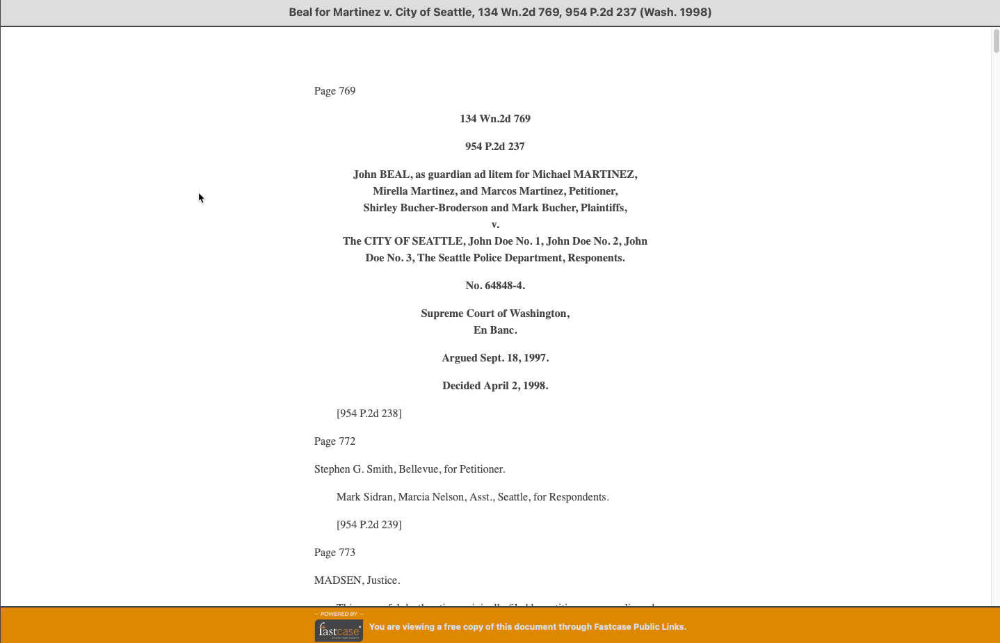 Beal for Martinez v. City of Seattle, 134 Wn.2d 769, 954 P.2d 237 (Wash. 1998)
Page 769
134 Wn.2d 769
954 P.2d 237
John BEAL, as guardian ad litem for Michael MARTINEZ,
Mirella Martinez, and Marcos Martinez, Petitioner,
Shirley Bucher-Broderson and Mark Bucher, Plaintiffs,
v.
The CITY OF SEATTLE, John Doe No. 1, John Doe No. 2, John
Doe No. 3, The Seattle Police Department, Responents.
No. 64848-4.
Supreme Court of Washington,
En Banc.
Argued Sept. 18, 1997.
Decided April 2, 1998.
[954 P.2d 238]
Page 772
Stephen G. Smith, Bellevue, for Petitioner.
Mark Sidran, Marcia Nelson, Asst., Seattle, for Respondents.
[954 P.2d 239]
Page 773
MADSEN, Justice.
POWERED BY
fastcase
You are viewing a free copy of this document through Fastcase Public Links.